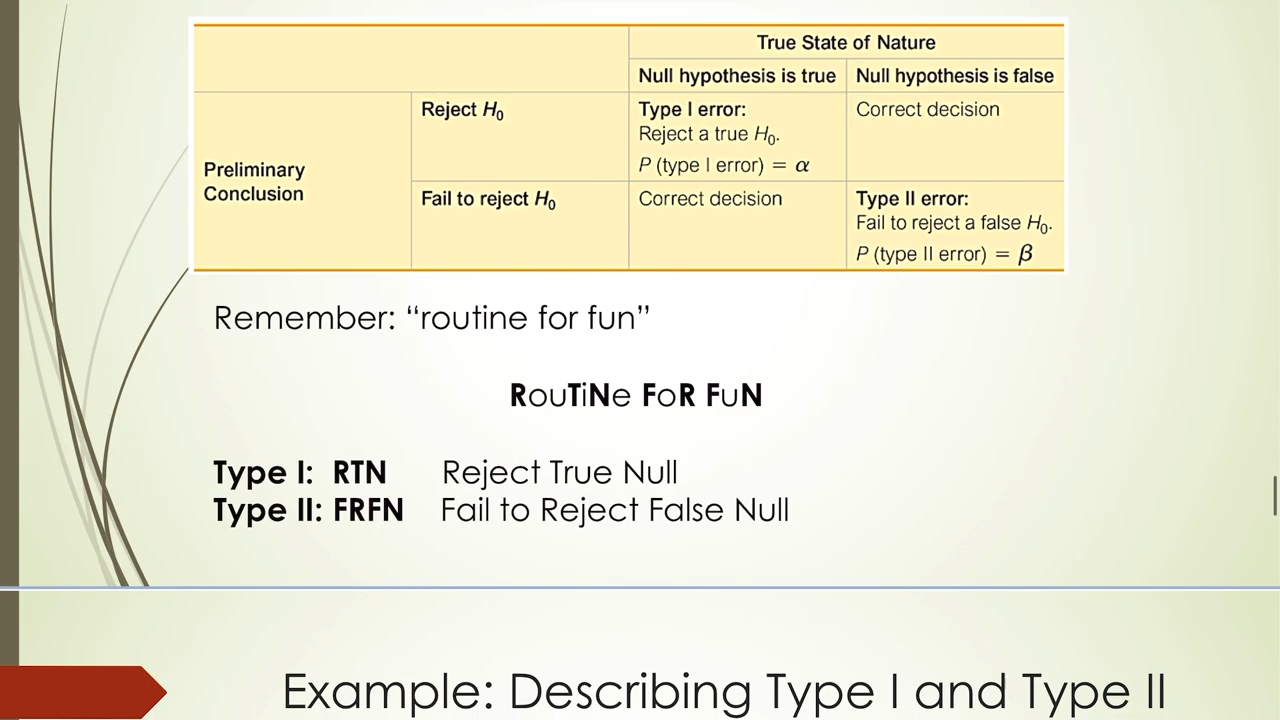 True State of Nature
Null hypothesis is true Null hypothesis is false
Preliminary Conclusion
Reject H₀
Type I error:
Reject a true H₀.
P (type I error) = α
Correct decision
Fail to reject H₀
Correct decision
Type II error:
Fail to reject a false H₀.
P (type II error) = β
Remember: “routine for fun”
RouTiNe FoR FuN
Type I: RTN Reject True Null
Type II: FRFN Fail to Reject False Null
Example: Describing Type I and Type II